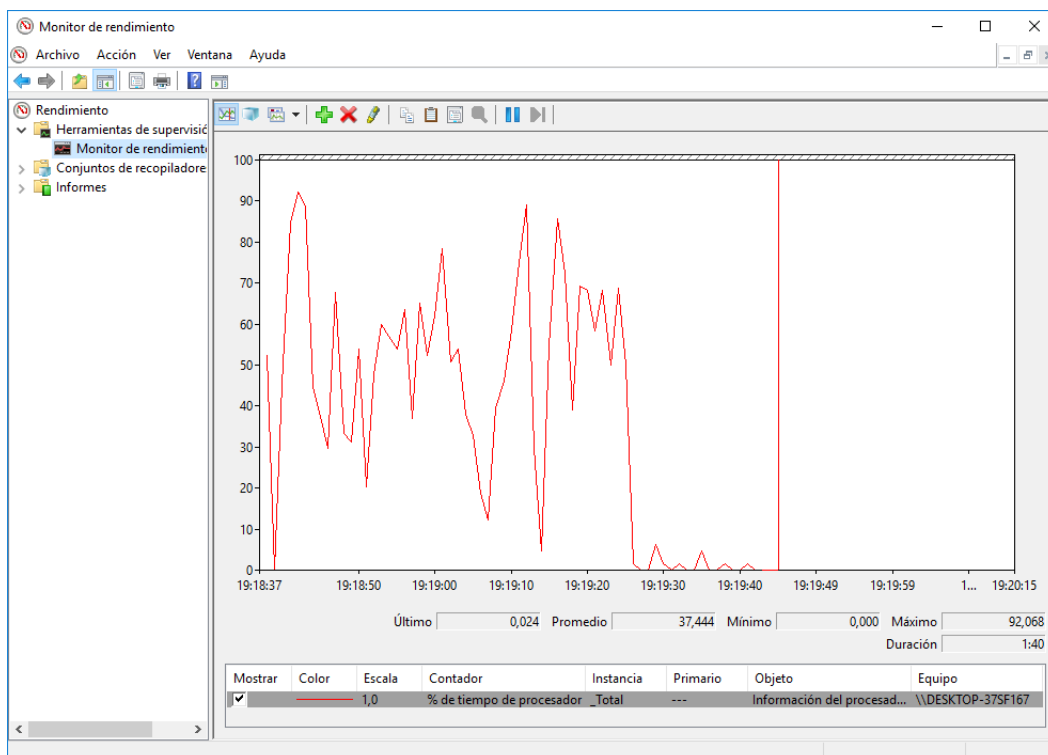 Monitor de rendimiento
Archivo Acción Ver Ventana Ayuda
Rendimiento
Herramientas de supervisió
Monitor de rendimient
Conjuntos de recopiladore
Informes
100
90
80
70
60
50
40
30
20
10
0
19:18:37 18:18:50 19:19:00 19:19:10 19:19:20 19:19:30 19:19:40 19:19:49 19:19:59 1... 19:20:15
Último 0,024 Promedio 37,444 Mínimo 0,000 Máximo 92,068
Duración 1:40
Mostrar Color Escala Contador Instancia Primario Objeto Equipo
1,0 % de tiempo de procesador _Total --- Información del procesad... \\DESKTOP-37SF167